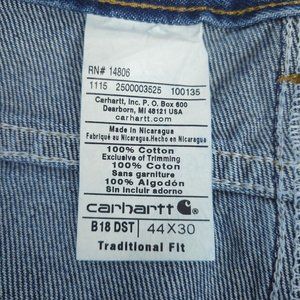 RN# 14806
1115 2500003525 100135
Carhartt, Inc. P.O. Box 600
Dearborn, MI 48121 USA
carhartt.com
Made in Nicaragua
Fabriqué au Nicaragua.Hecho en Nicaragua
100% Cotton
Exclusive of Trimming
100% Coton
Sans garniture
100% Algodón
Sin incluir adorno
carhartt
B18 DST 44X30
Traditional Fit